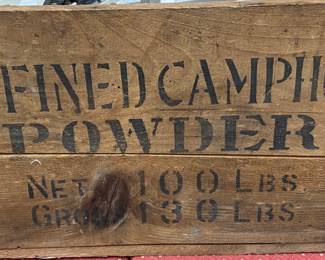 FINED CAMPH
POWDER
NET 100 LBS.
GROSS 130 LBS